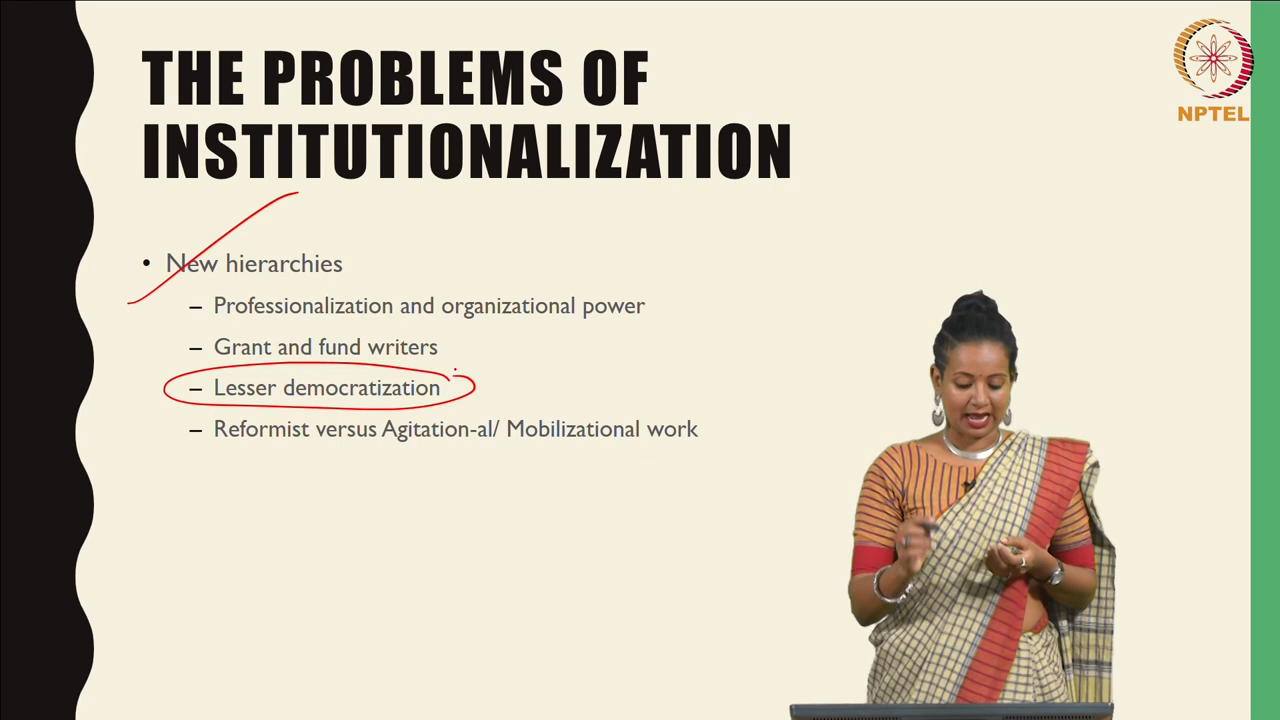 THE PROBLEMS OF
INSTITUTIONALIZATION
NPTEL
• New hierarchies
– Professionalization and organizational power
– Grant and fund writers
– Lesser democratization
– Reformist versus Agitation-al/ Mobilizational work